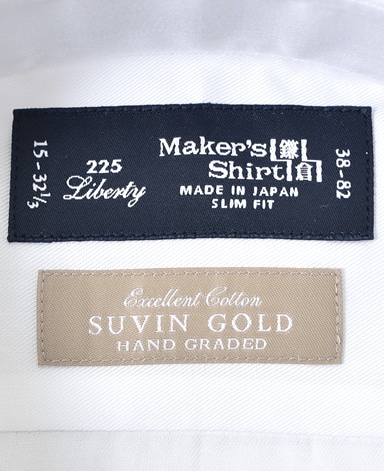 15-32⅓
225
Liberty
Maker's
Shirt 鎌倉
MADE IN JAPAN
SLIM FIT
38-82
Excellent Cotton
SUVIN GOLD
HAND GRADED